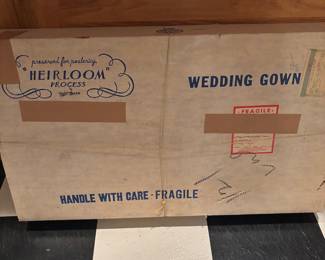 preserved for posterity
"HEIRLOOM"
PROCESS
WEDDING GOWN
FRAGILE
HANDLE WITH CARE - FRAGILE